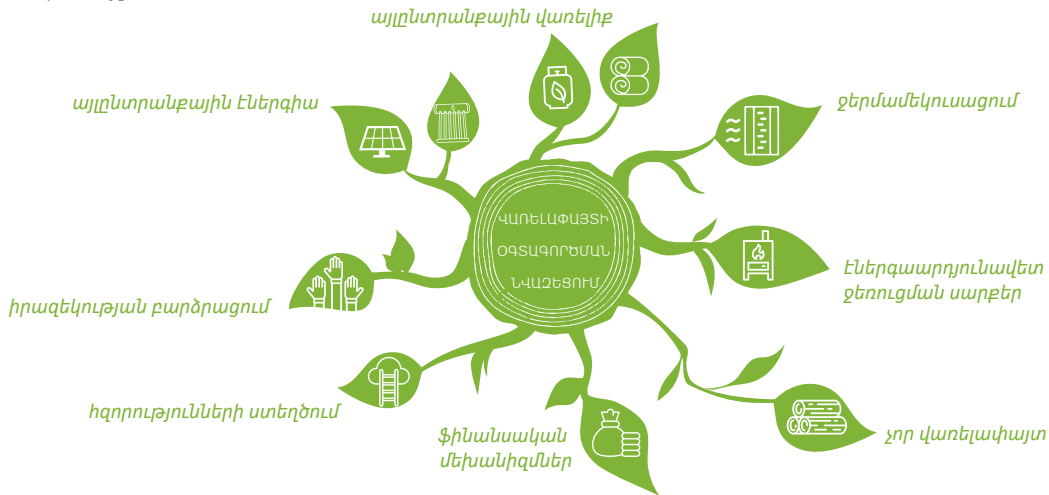 այլընտրանքային վառելիք
այլընտրանքային էներգիա
ջերմամեկուսացում
ՎԱՌԵԼԱՓԱՅՏԻ
ՕԳՏԱԳՈՐԾՄԱՆ
ՆՎԱԶԵՑՈՒՄ
էներգաարդյունավետ
ջեռուցման սարքեր
իրազեկության բարձրացում
հզորությունների ստեղծում
ֆինանսական
մեխանիզմներ
չոր վառելափայտ